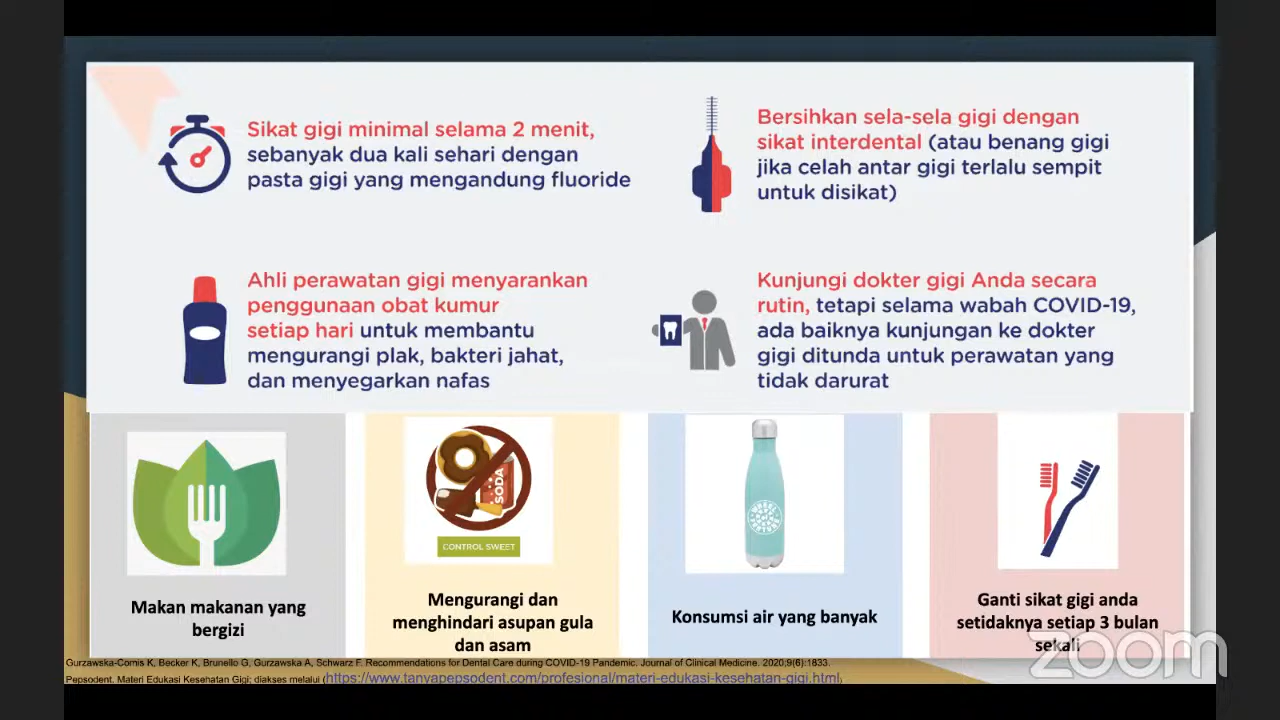 Sikat gigi minimal selama 2 menit,
sebanyak dua kali sehari dengan
pasta gigi yang mengandung fluoride
Bersihkan sela-sela gigi dengan
sikat interdental (atau benang gigi
jika celah antar gigi terlalu sempit
untuk disikat)
Ahli perawatan gigi menyarankan
penggunaan obat kumur
setiap hari untuk membantu
mengurangi plak, bakteri jahat,
dan menyegarkan nafas
Kunjungi dokter gigi Anda secara
rutin, tetapi selama wabah COVID-19,
ada baiknya kunjungan ke dokter
gigi ditunda untuk perawatan yang
tidak darurat
SODA
CONTROL SWEET
Makan makanan yang
bergizi
Mengurangi dan
menghindari asupan gula
dan asam
Konsumsi air yang banyak
Ganti sikat gigi anda
setidaknya setiap 3 bulan
sekali
zoom
Gurzawska-Comis K, Becker K, Brunello G, Gurzawska A, Schwarz F. Recommendations for Dental Care during COVID-19 Pandemic. Journal of Clinical Medicine. 2020;9(6):1833.
Pepsodent. Materi Edukasi Kesehatan Gigi; diakses melalui (https://www.tanyapepsodent.com/profesional/materi-edukasi-kesehatan-gigi.html)